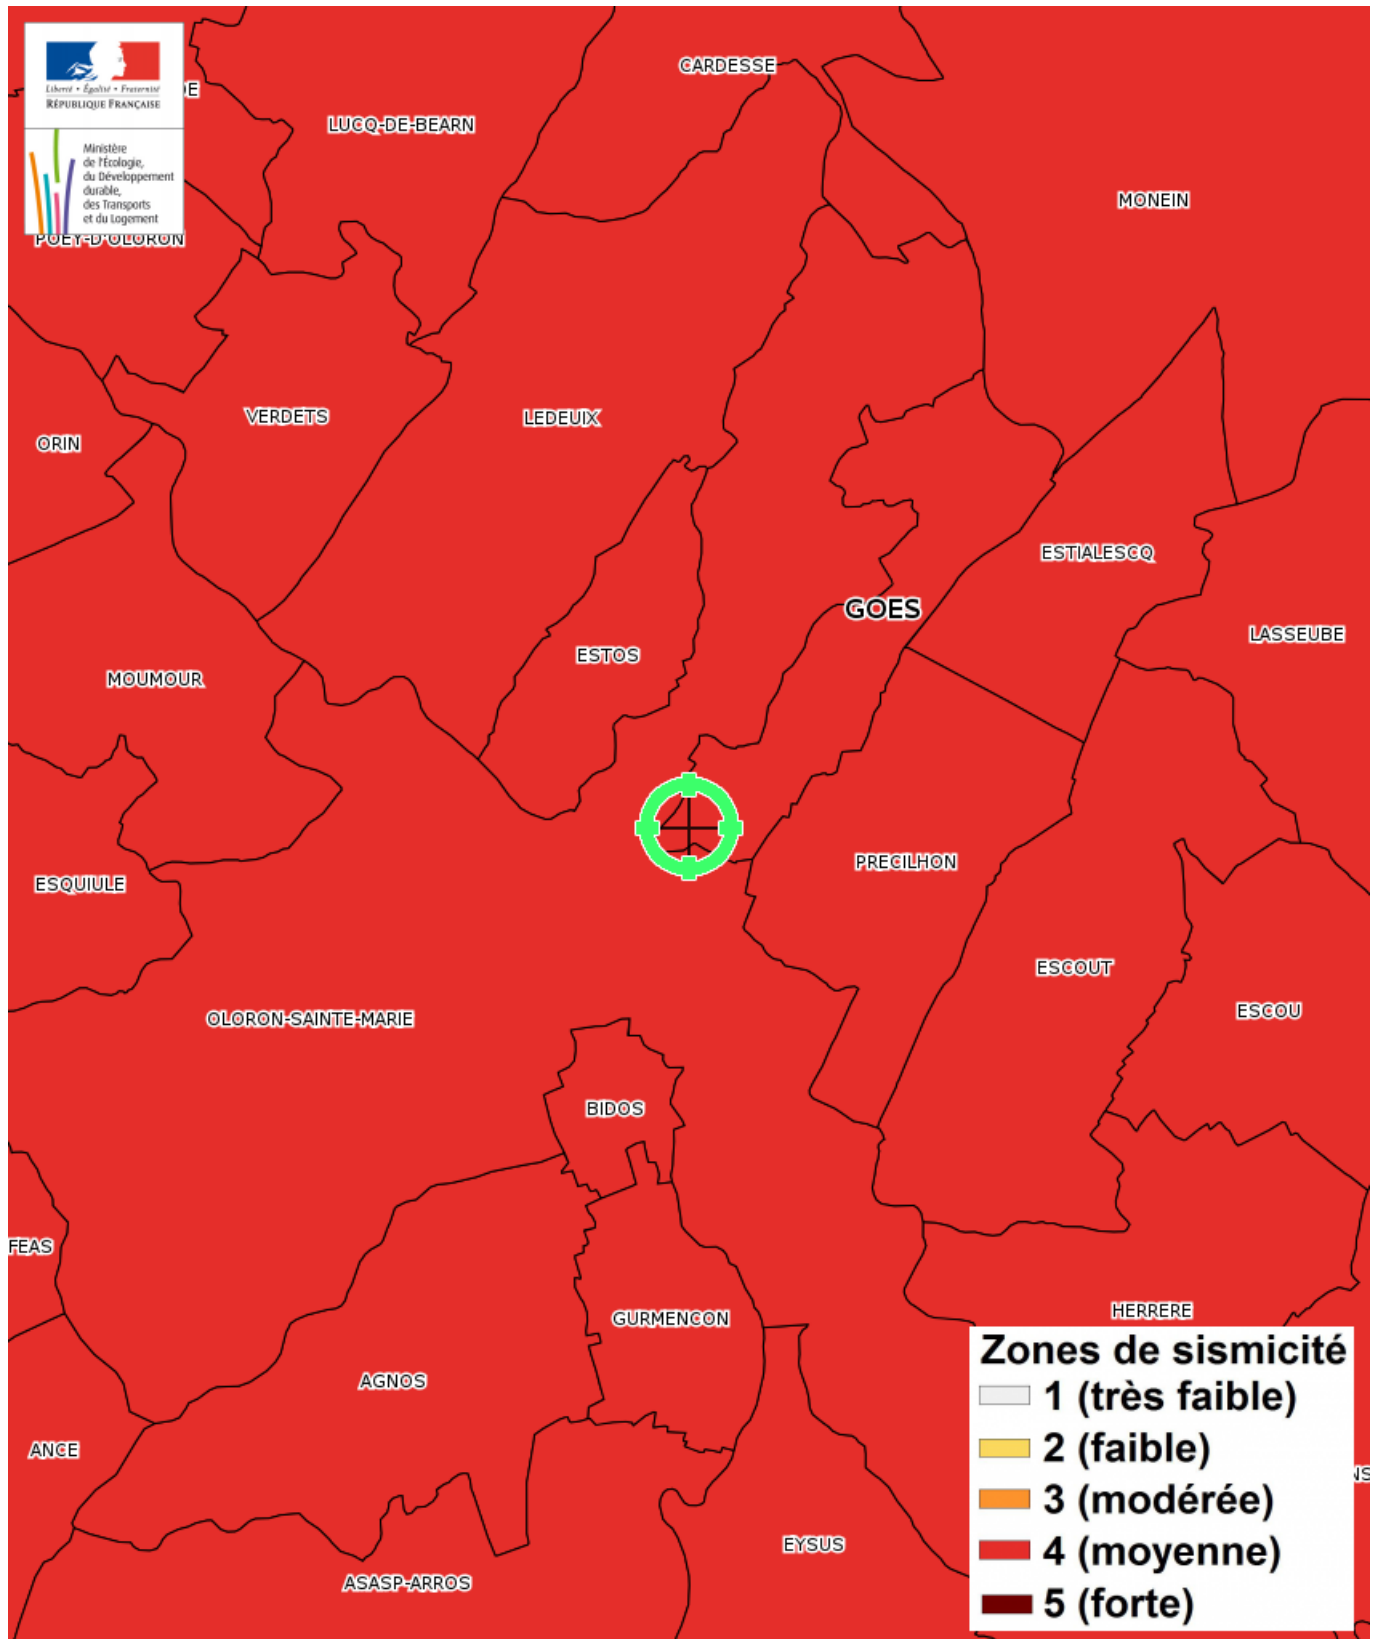 Liberté • Égalité • Fraternité
RÉPUBLIQUE FRANÇAISE
Ministère
de l'Écologie,
du Développement
durable,
des Transports
et du Logement
DE
CARDESSE
LUCQ-DE-BEARN
MONEIN
POEY-D'OLORON
VERDETS
LEDEUIX
ORIN
ESTIALESCQ
GOES
LASSEUBE
ESTOS
MOUMOUR
PRECILHON
ESQUIULE
ESCOUT
ESCOU
OLORON-SAINTE-MARIE
BIDOS
FEAS
HERRERE
GURMENCON
AGNOS
ANCE
NS
EYSUS
ASASP-ARROS
Zones de sismicité
1 (très faible)
2 (faible)
3 (modérée)
4 (moyenne)
5 (forte)